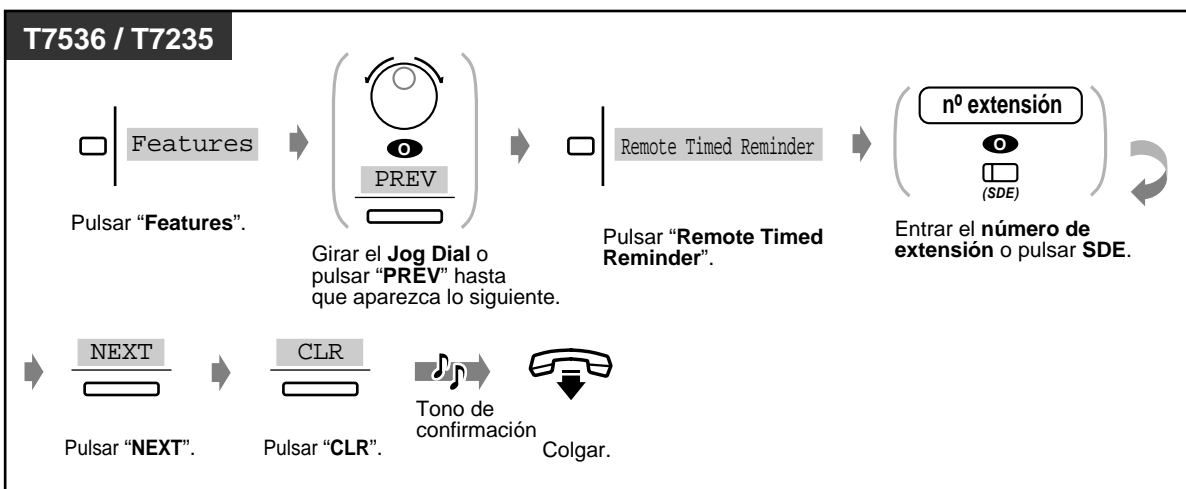 T7536 / T7235
Features
O
PREV
Remote Timed Reminder
nº extensión
O
(SDE)
Pulsar “Features”.
Girar el Jog Dial o
pulsar “PREV” hasta
que aparezca lo siguiente.
Pulsar “Remote Timed
Reminder”.
Entrar el número de
extensión o pulsar SDE.
NEXT
CLR
Pulsar “NEXT”.
Pulsar “CLR”.
Tono de
confirmación
Colgar.